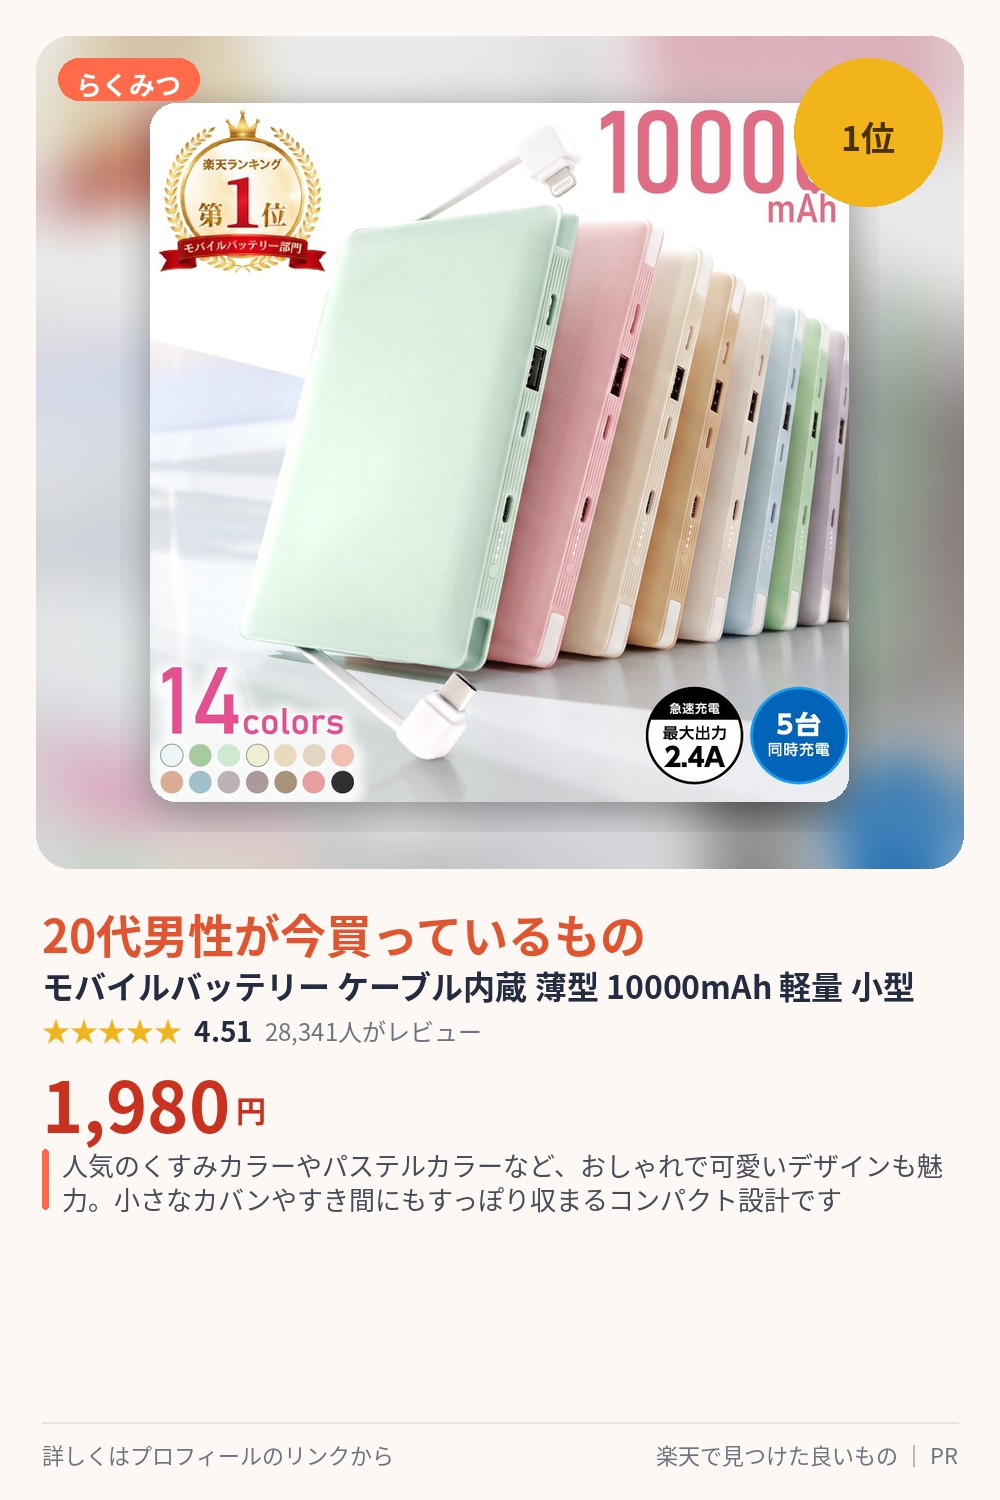 らくみつ
1位
楽天ランキング
第1位
モバイルバッテリー部門
1000
mAh
14 colors
急速充電
最大出力
2.4A
5台
同時充電
20代男性が今買っているもの
モバイルバッテリー ケーブル内蔵 薄型 10000mAh 軽量 小型
★★★★★ 4.51 28,341人がレビュー
1,980円
人気のくすみカラーやパステルカラーなど、おしゃれで可愛いデザインも魅
力。小さなカバンやすき間にもすっぽり収まるコンパクト設計です
詳しくはプロフィールのリンクから
楽天で見つけた良いもの ｜ PR